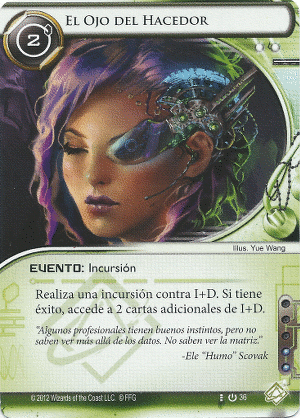 El Ojo del Hacedor
2
Illus. Yue Wang
EVENTO: Incursión
Realiza una incursión contra I+D. Si tiene
éxito, accede a 2 cartas adicionales de I+D.
"Algunos profesionales tienen buenos instintos, pero no
saben ver más allá de los datos. No saben ver la matriz."
-Ele "Humo" Scovak
©2012 Wizards of the Coast LLC. © FFG
36